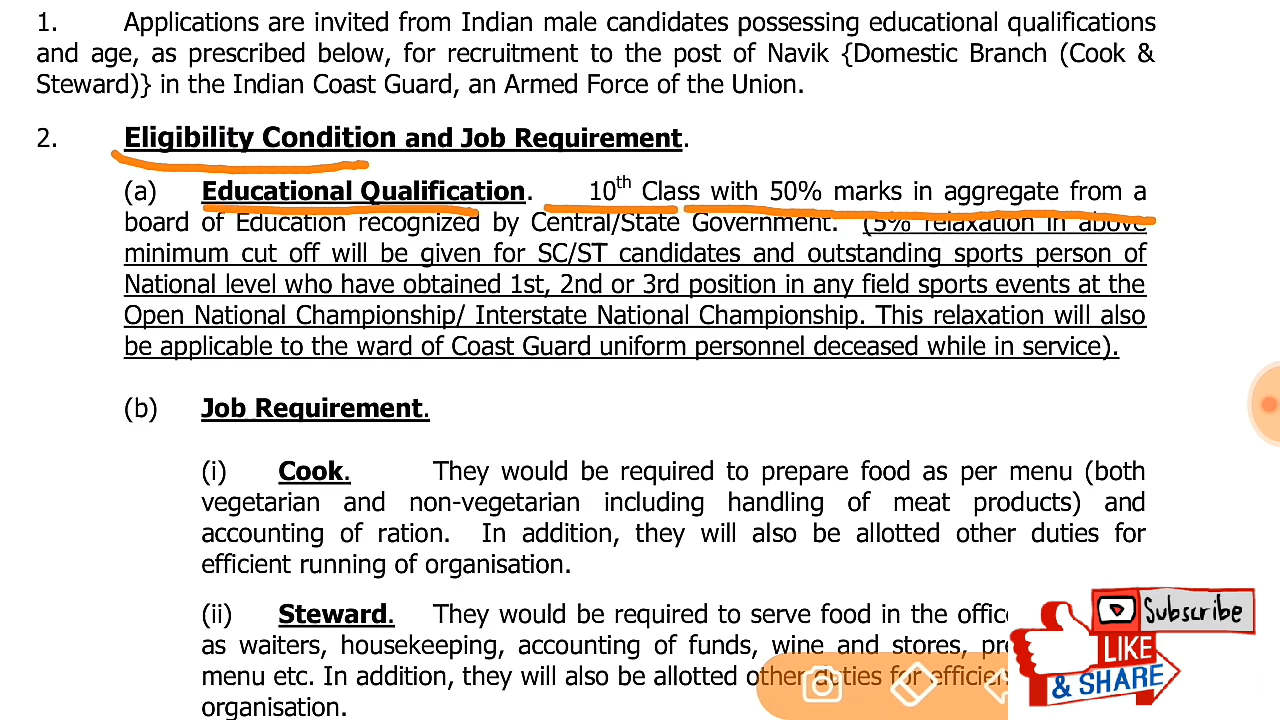 1. Applications are invited from Indian male candidates possessing educational qualifications
and age, as prescribed below, for recruitment to the post of Navik {Domestic Branch (Cook &
Steward)} in the Indian Coast Guard, an Armed Force of the Union.
2. Eligibility Condition and Job Requirement.
(a) Educational Qualification. 10th Class with 50% marks in aggregate from a
board of Education recognized by Central/State Government. (5% relaxation in above
minimum cut off will be given for SC/ST candidates and outstanding sports person of
National level who have obtained 1st, 2nd or 3rd position in any field sports events at the
Open National Championship/ Interstate National Championship. This relaxation will also
be applicable to the ward of Coast Guard uniform personnel deceased while in service).
(b) Job Requirement.
(i) Cook. They would be required to prepare food as per menu (both
vegetarian and non-vegetarian including handling of meat products) and
accounting of ration. In addition, they will also be allotted other duties for
efficient running of organisation.
(ii) Steward. They would be required to serve food in the
as waiters, housekeeping, accounting of funds, wine and stores,
menu etc. In addition, they will also be allotted other duties for
organisation.
Subscribe
LIKE
& SHARE